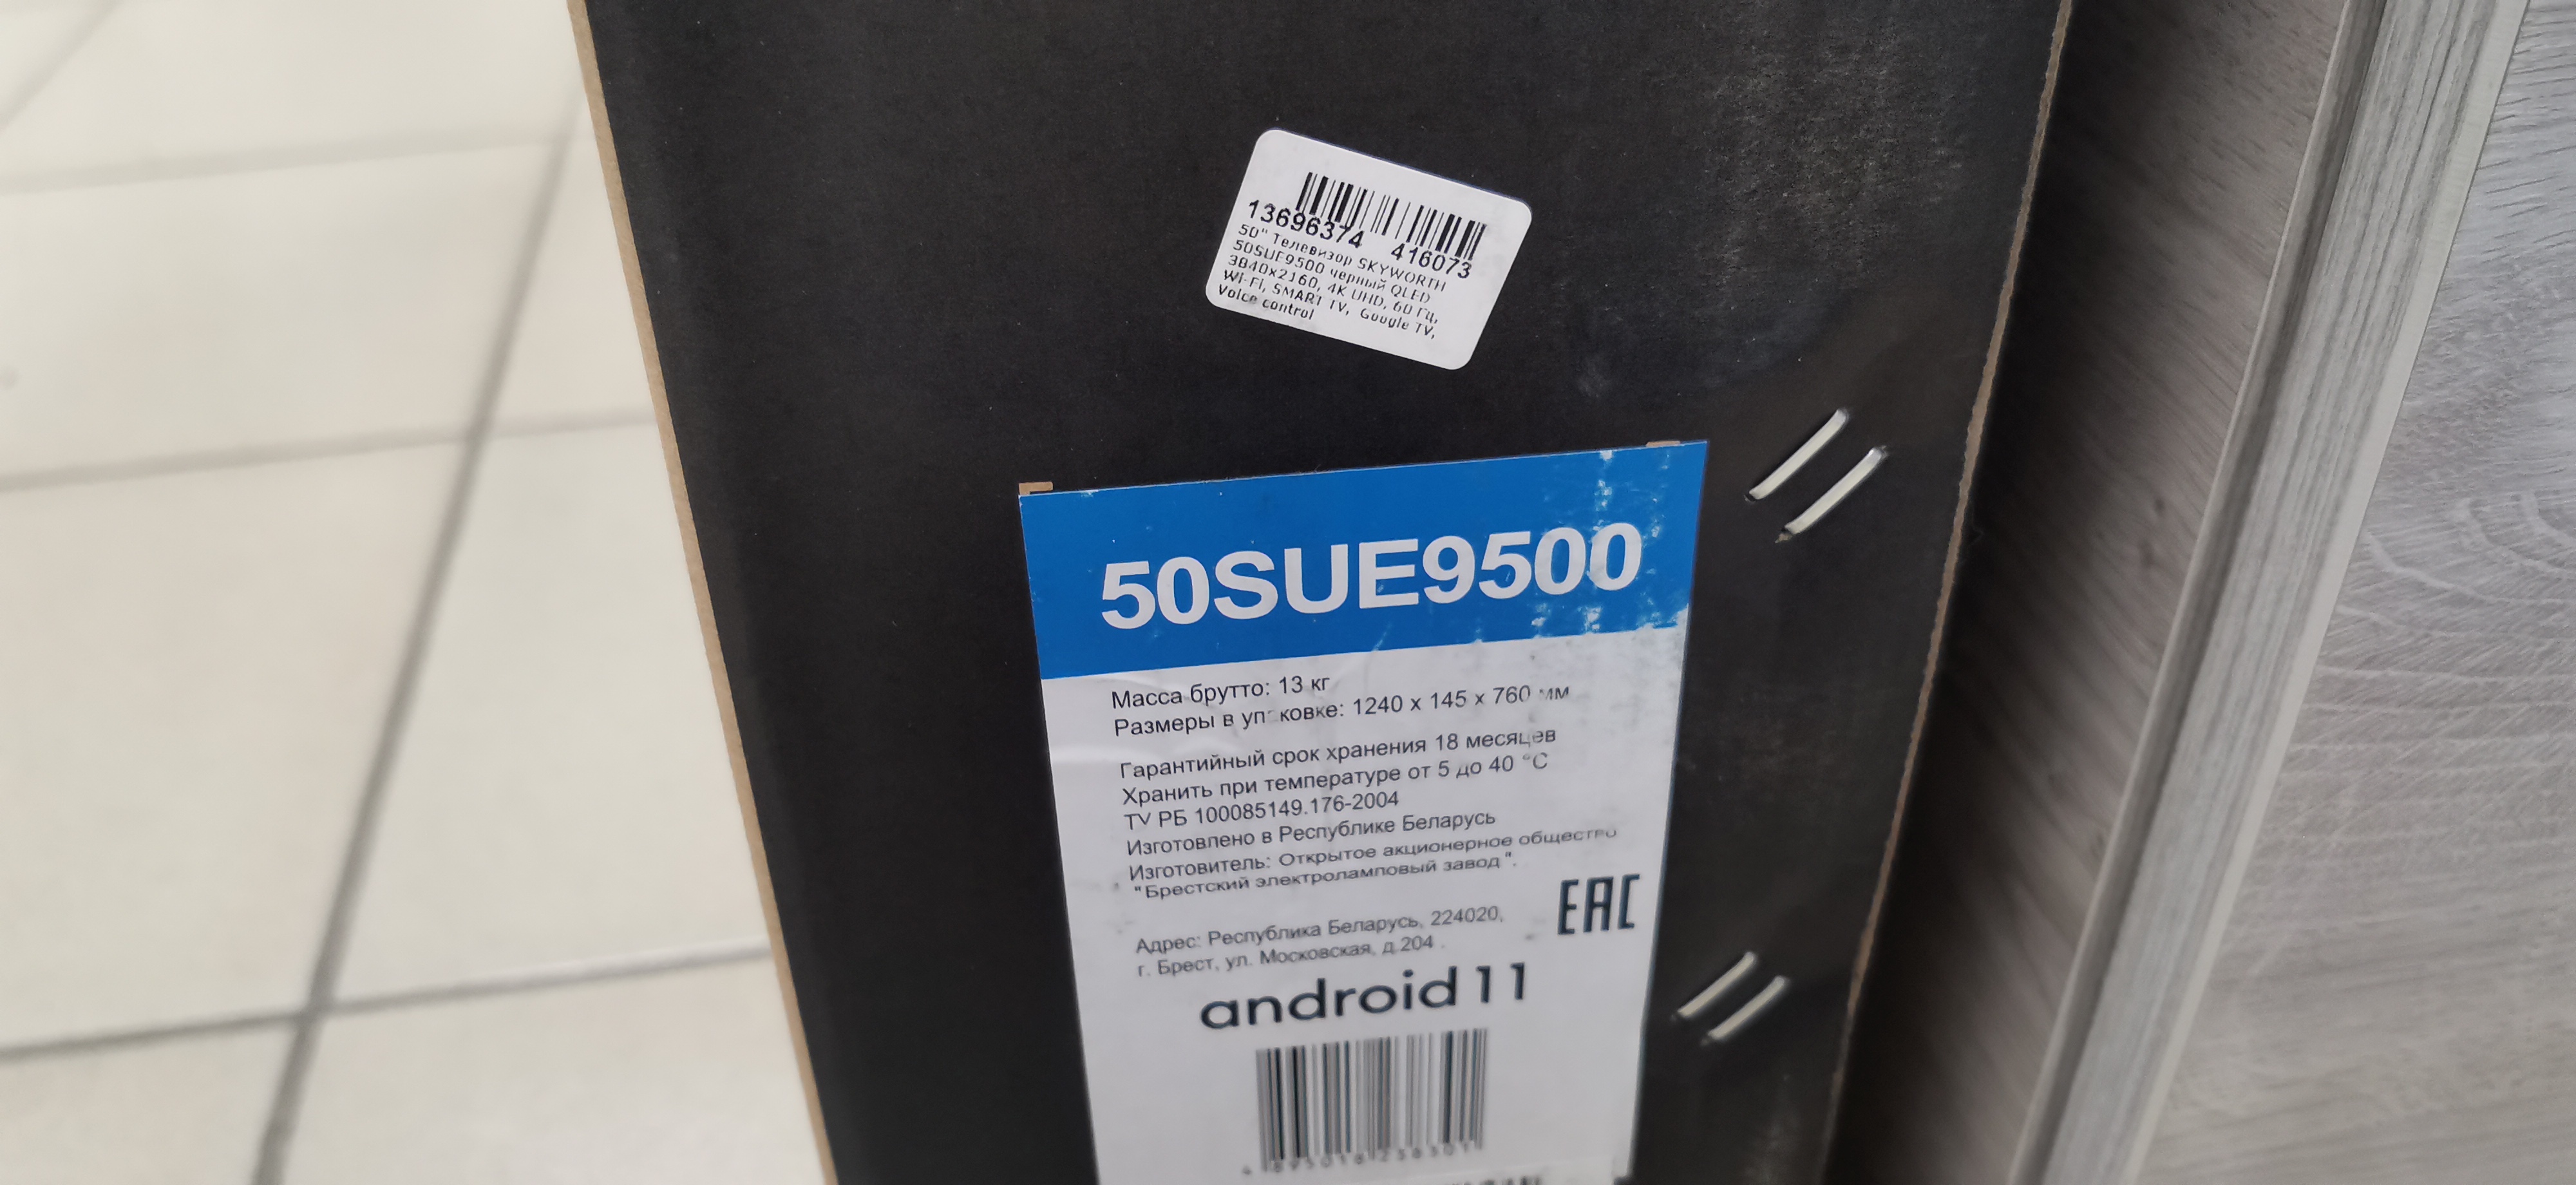 13696374 416073
50" Телевизор SKYWORTH
50SUE9500 черный QLED
3840x2160, 4K UHD, 60 Гц,
Wi-Fi, SMART TV, Google TV,
Voice control
50SUE9500
Масса брутто: 13 кг
Размеры в упаковке: 1240 x 145 x 760 мм
Гарантийный срок хранения 18 месяцев
Хранить при температуре от 5 до 40 °C
TУ РБ 100085149.176-2004
Изготовлено в Республике Беларусь
Изготовитель: Открытое акционерное общество
"Брестский электроламповый завод".
EAC
Адрес: Республика Беларусь, 224020,
г. Брест, ул. Московская, д.204 .
android 11